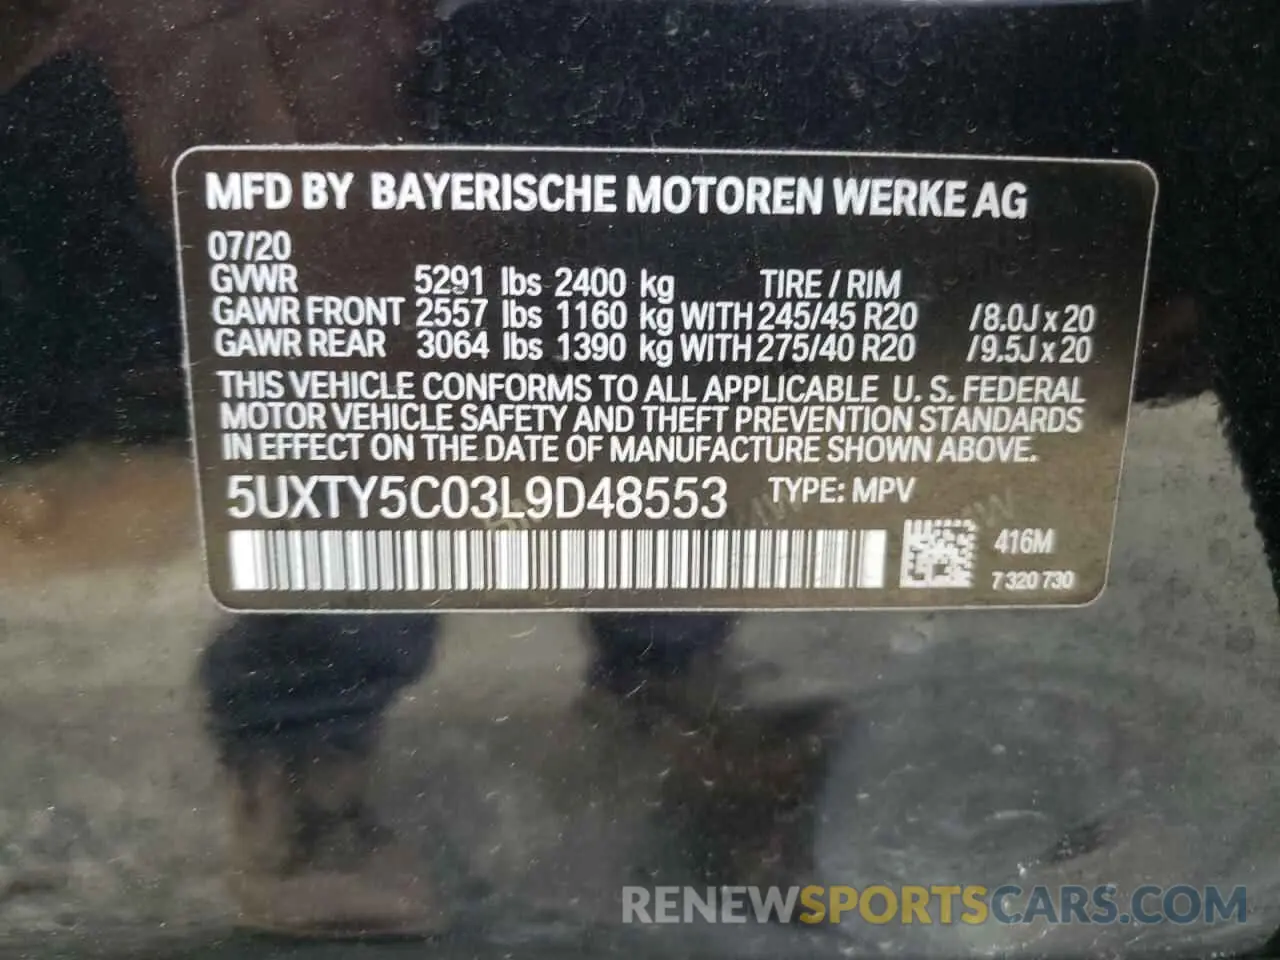 MFD BY BAYERISCHE MOTOREN WERKE AG
07/20
GVWR 5291 lbs 2400 kg TIRE / RIM
GAWR FRONT 2557 lbs 1160 kg WITH 245/45 R20 /8.0J x 20
GAWR REAR 3064 lbs 1390 kg WITH 275/40 R20 /9.5J x 20
THIS VEHICLE CONFORMS TO ALL APPLICABLE U. S. FEDERAL
MOTOR VEHICLE SAFETY AND THEFT PREVENTION STANDARDS
IN EFFECT ON THE DATE OF MANUFACTURE SHOWN ABOVE.
5UXTY5C03L9D48553 TYPE: MPV
416M
7 320 730
RENEWSPORTSCARS.COM